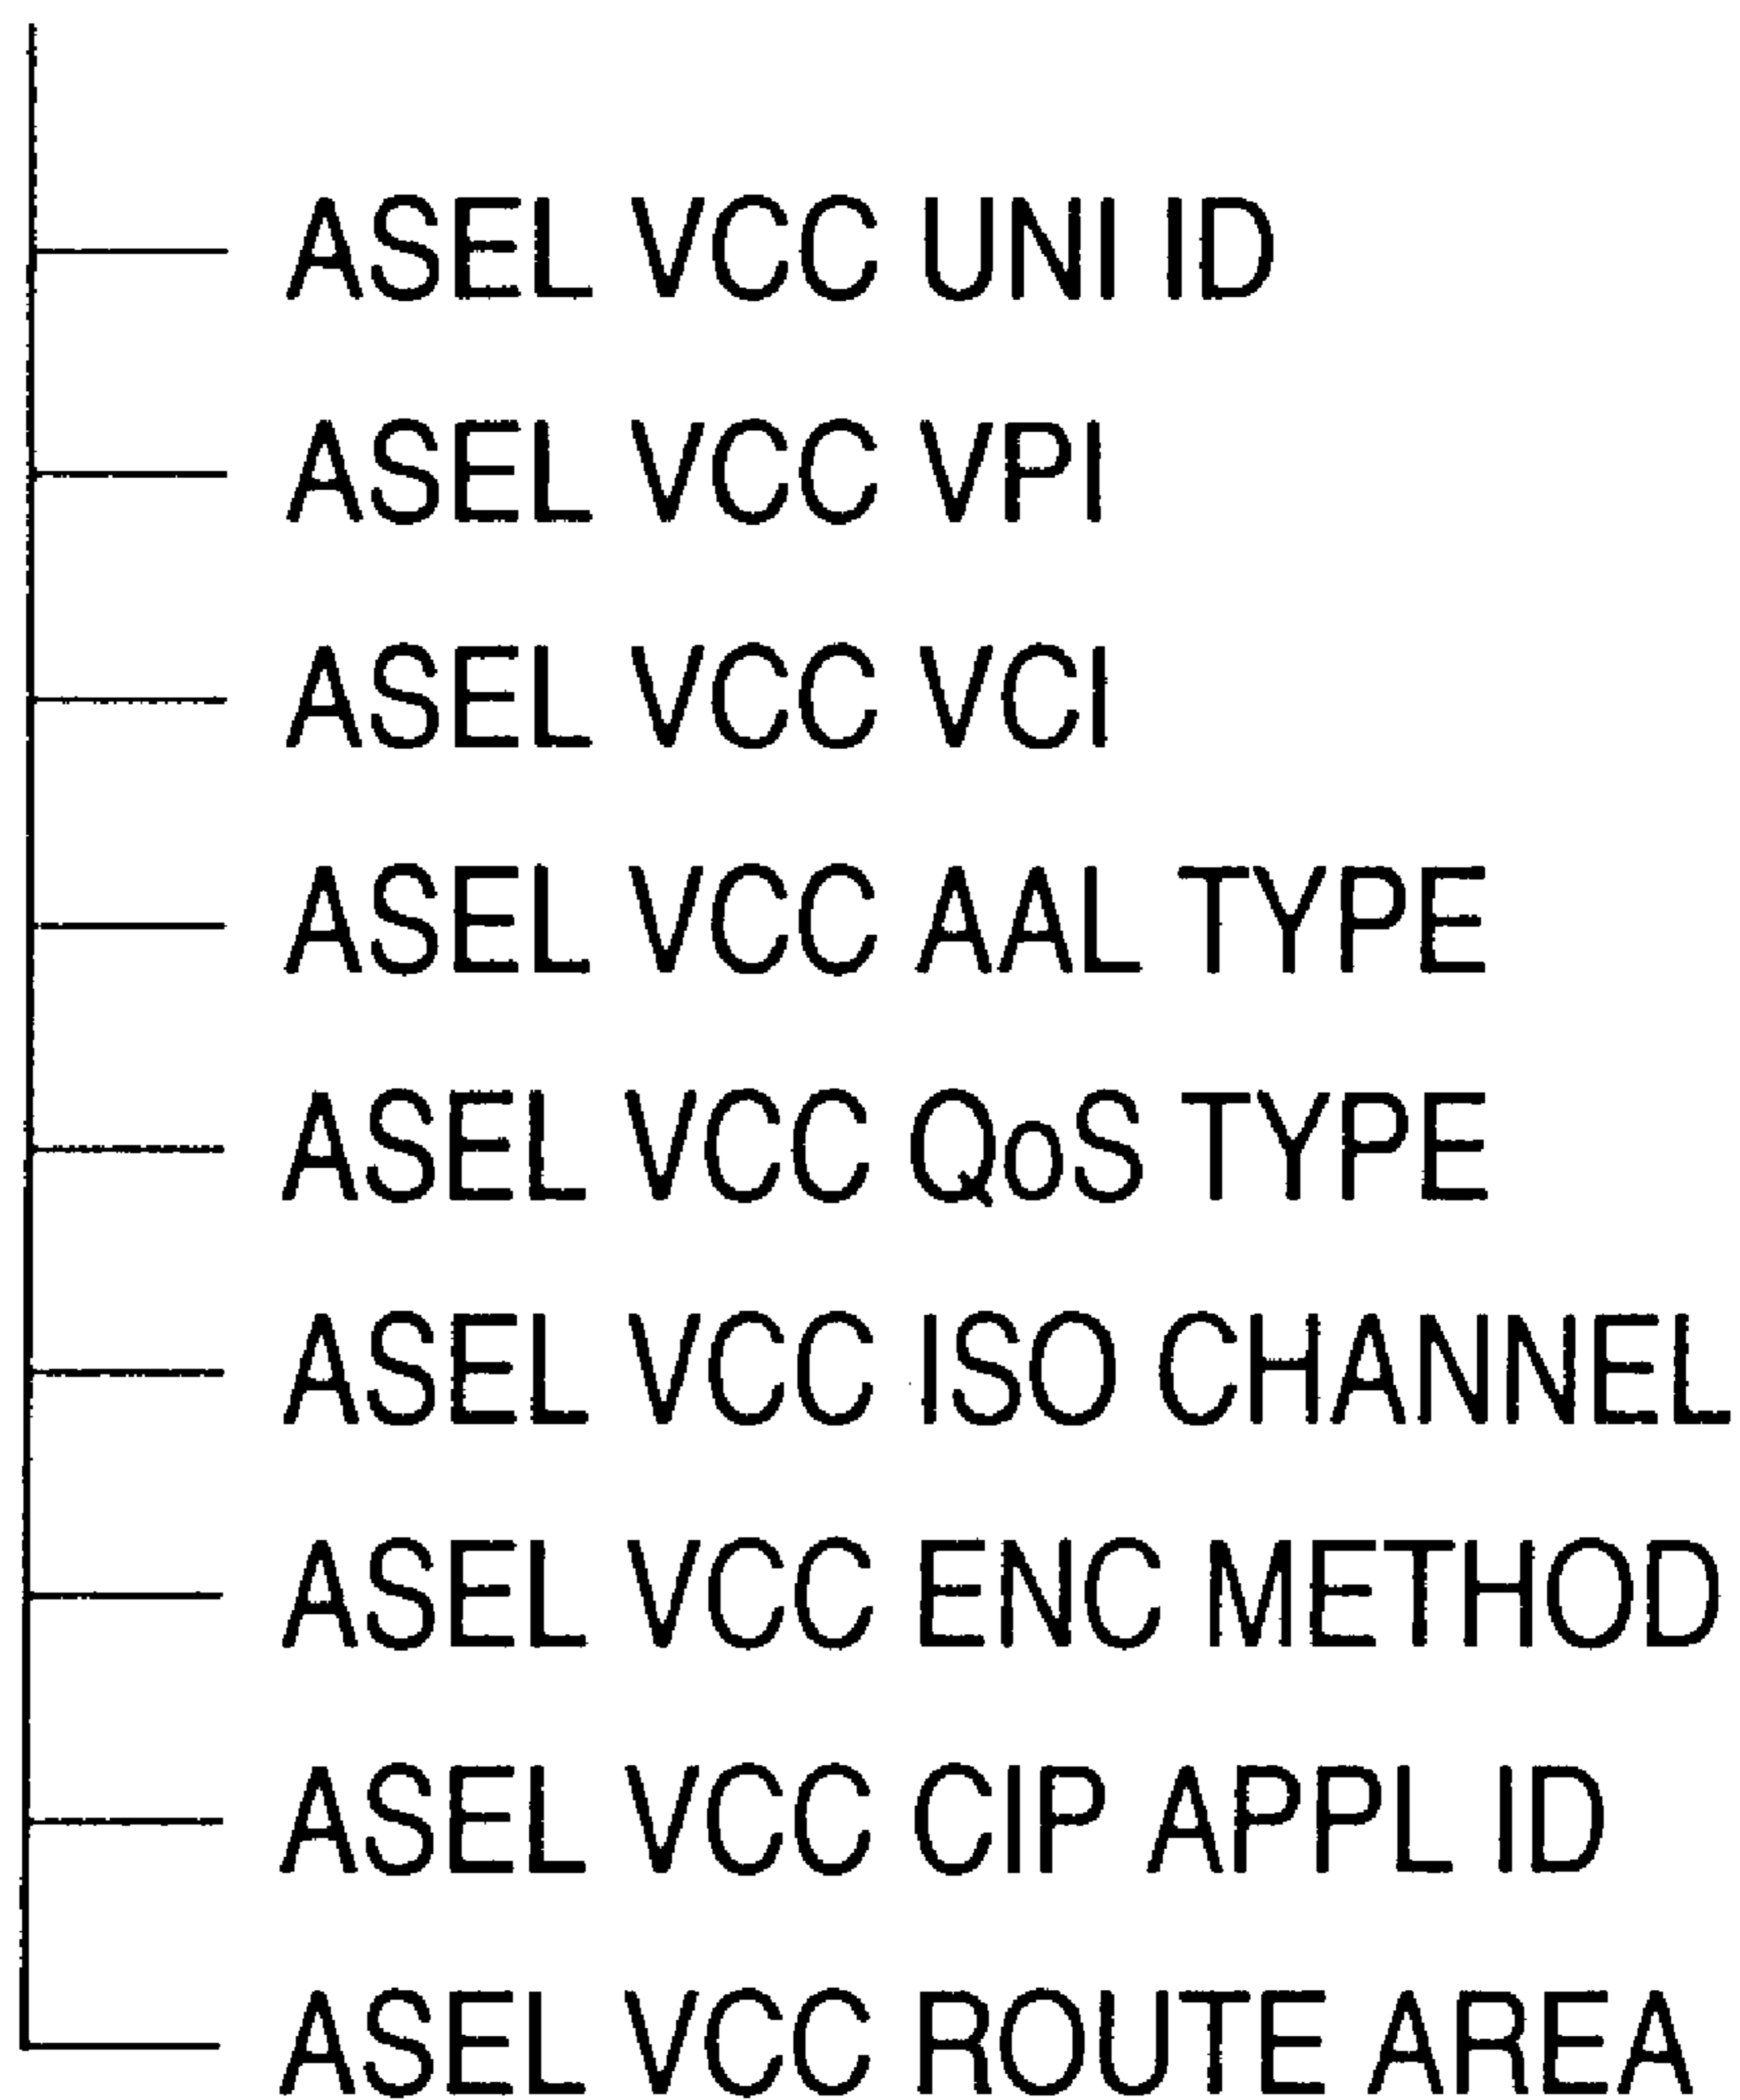 ASEL VCC UNI ID
ASEL VCC VPI
ASEL VCC VCI
ASEL VCC AAL TYPE
ASEL VCC QoS TYPE
ASEL VCC ISO CHANNEL
ASEL VCC ENC METHOD
ASEL VCC CIP APPL ID
ASEL VCC ROUTE AREA